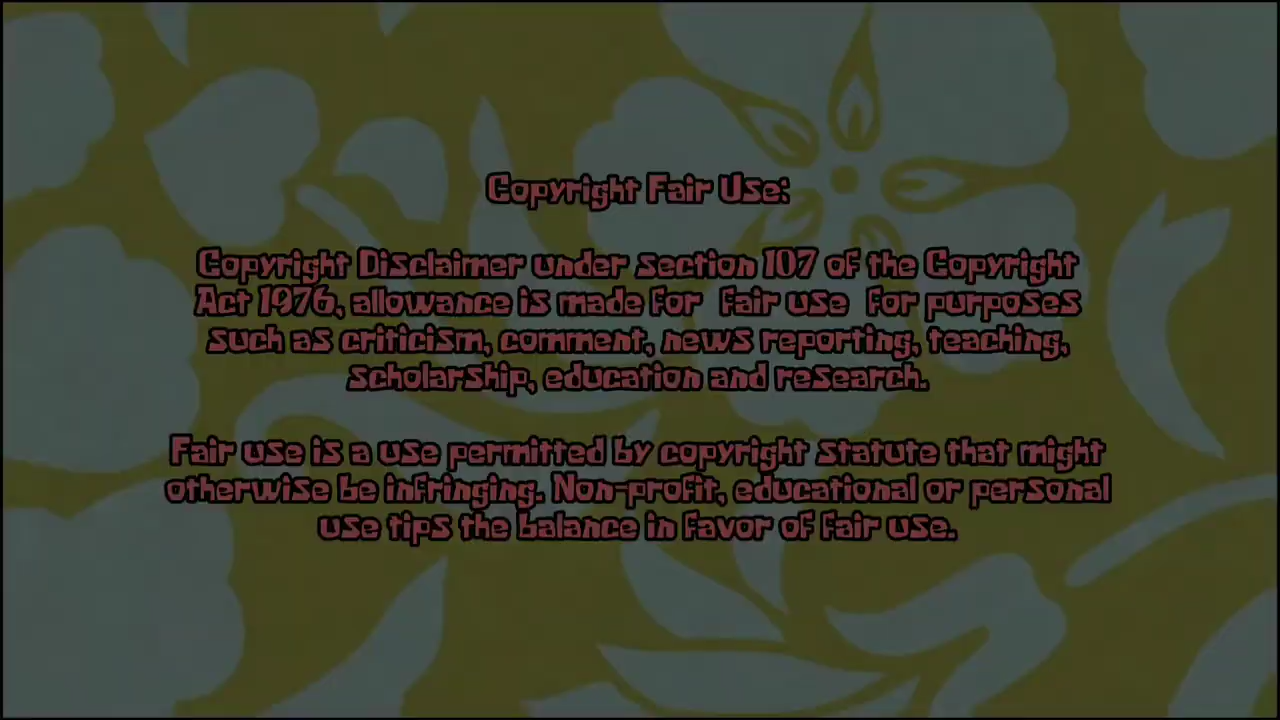 Copyright Fair Use:
Copyright Disclaimer under section 107 of the Copyright
Act 1976, allowance is made for fair use for purposes
such as criticism, comment, news reporting, teaching,
scholarship, education and research.
Fair use is a use permitted by copyright statute that might
otherwise be infringing. Non-profit, educational or personal
use tips the balance in favor of fair use.